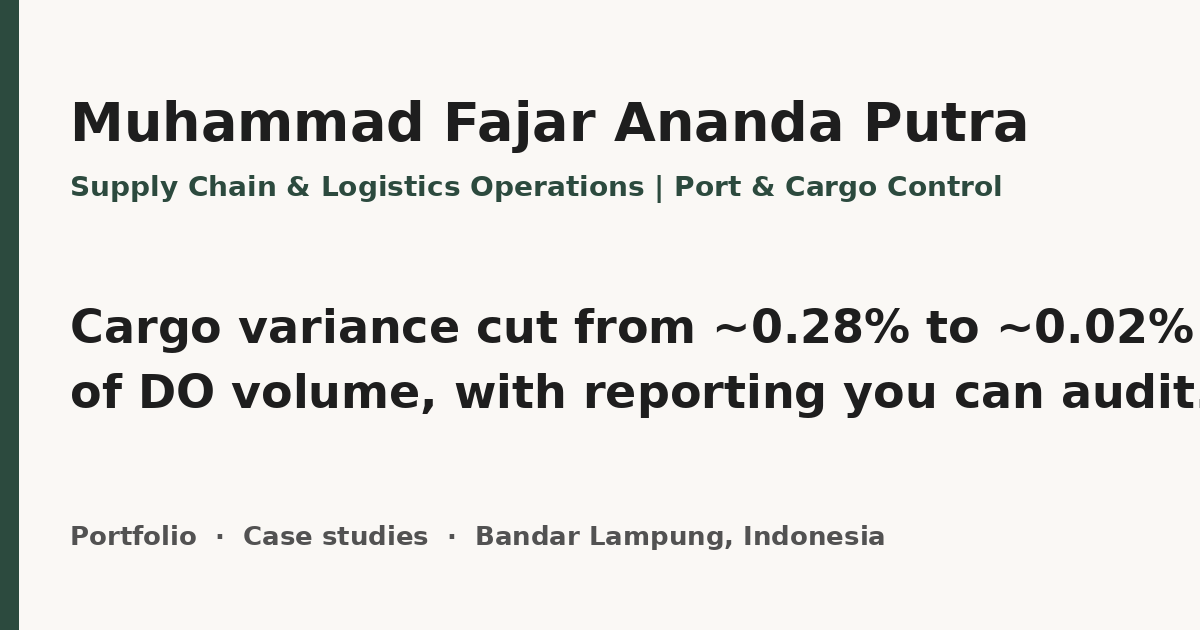 Muhammad Fajar Ananda Putra
Supply Chain & Logistics Operations | Port & Cargo Control
Cargo variance cut from ~0.28% to ~0.02%
of DO volume, with reporting you can audit.
Portfolio · Case studies · Bandar Lampung, Indonesia